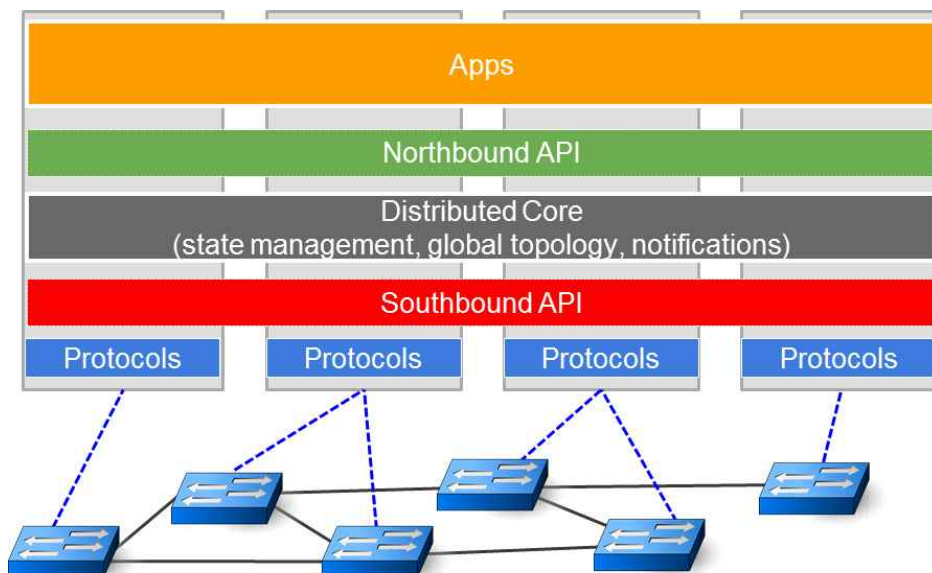 Apps
Northbound API
Distributed Core
(state management, global topology, notifications)
Southbound API
Protocols
Protocols
Protocols
Protocols